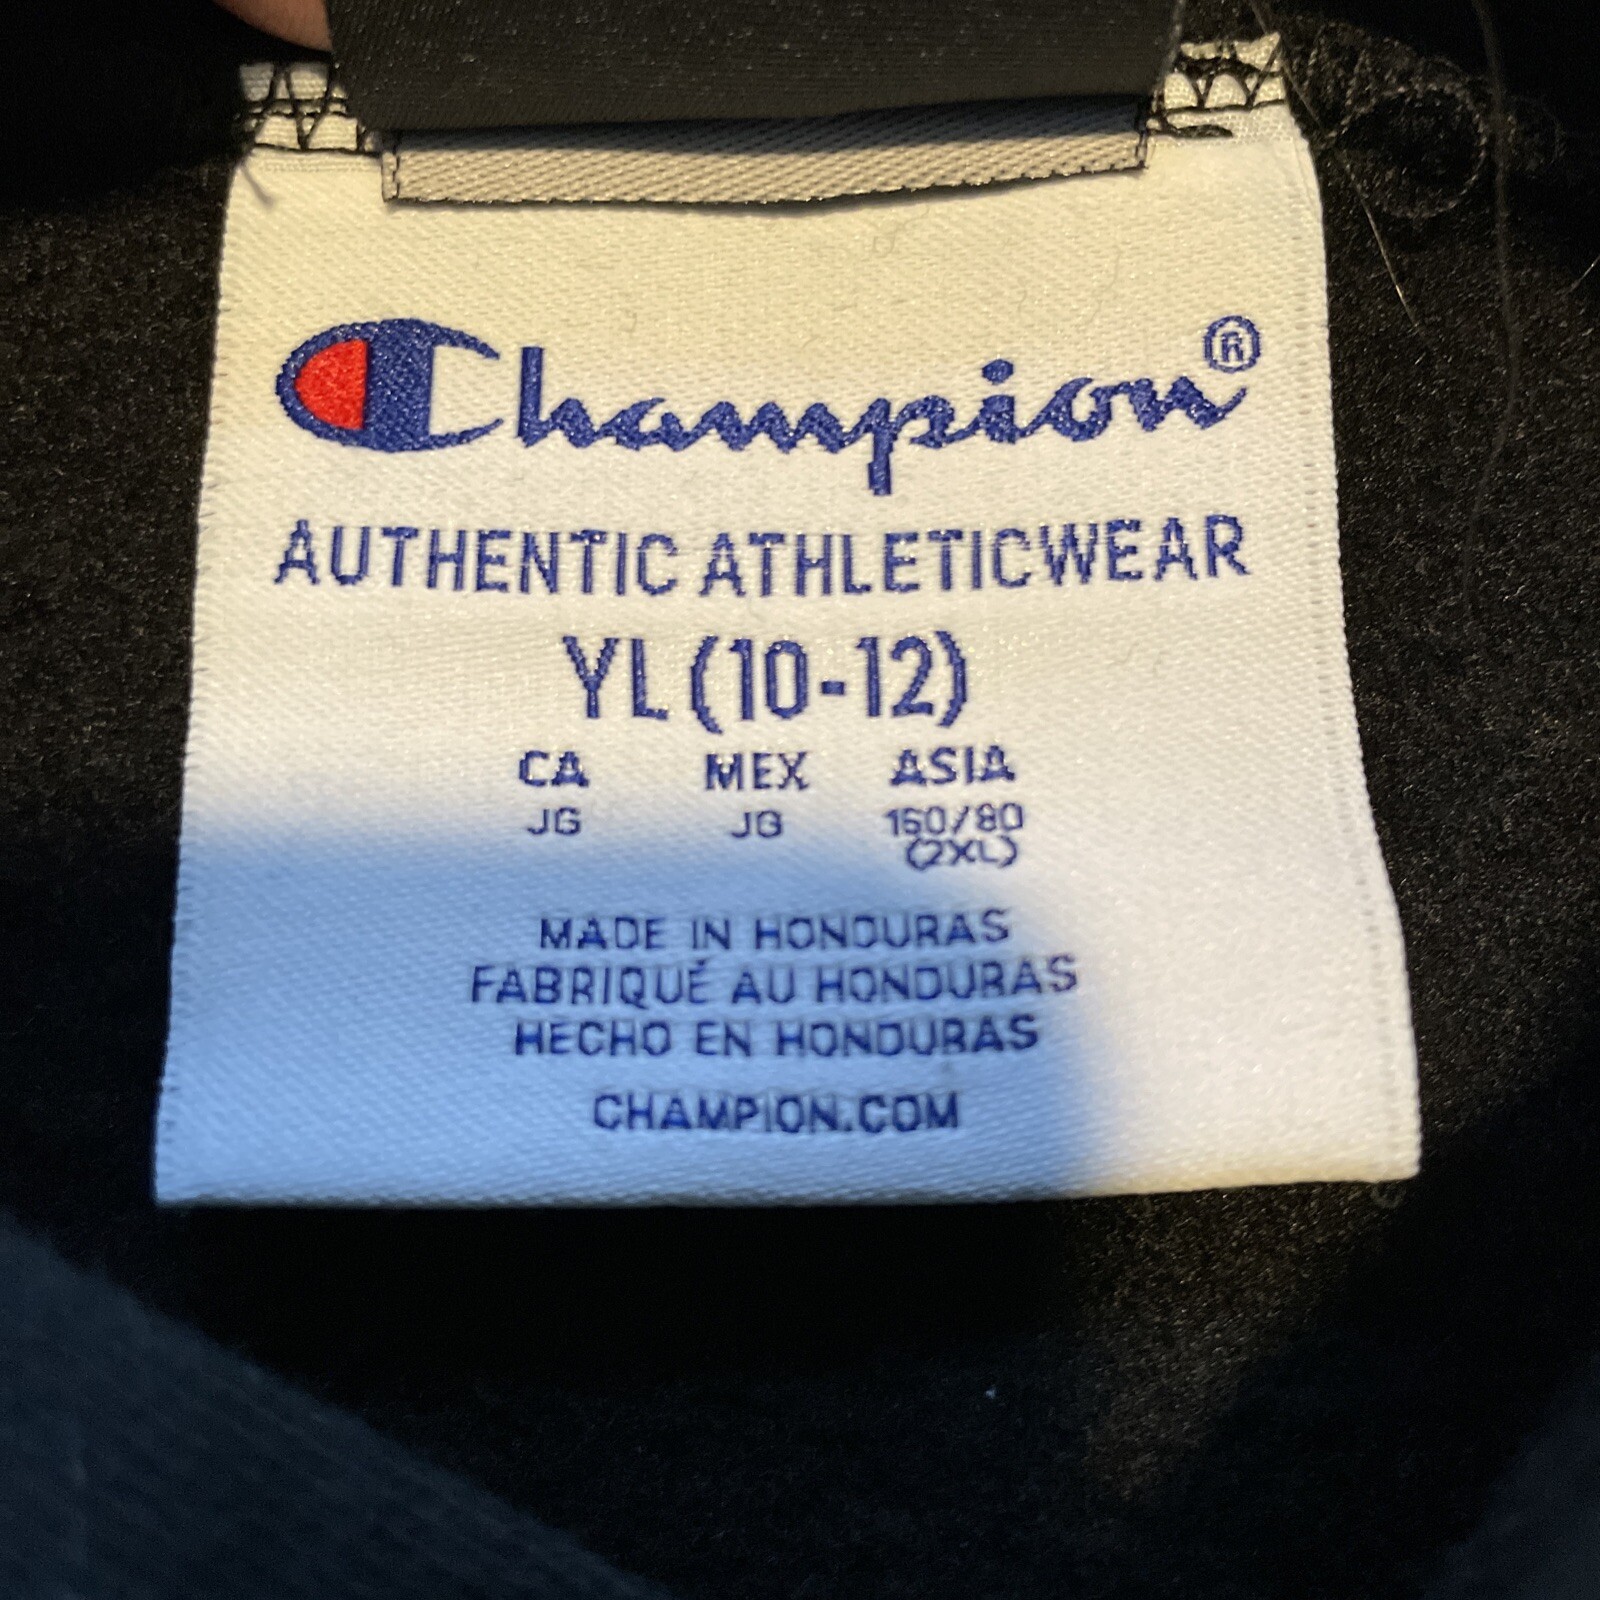 Champion®
AUTHENTIC ATHLETICWEAR
YL (10-12)
CA MEX ASIA
JG JG 160/80
(2XL)
MADE IN HONDURAS
FABRIQUÉ AU HONDURAS
HECHO EN HONDURAS
CHAMPION.COM